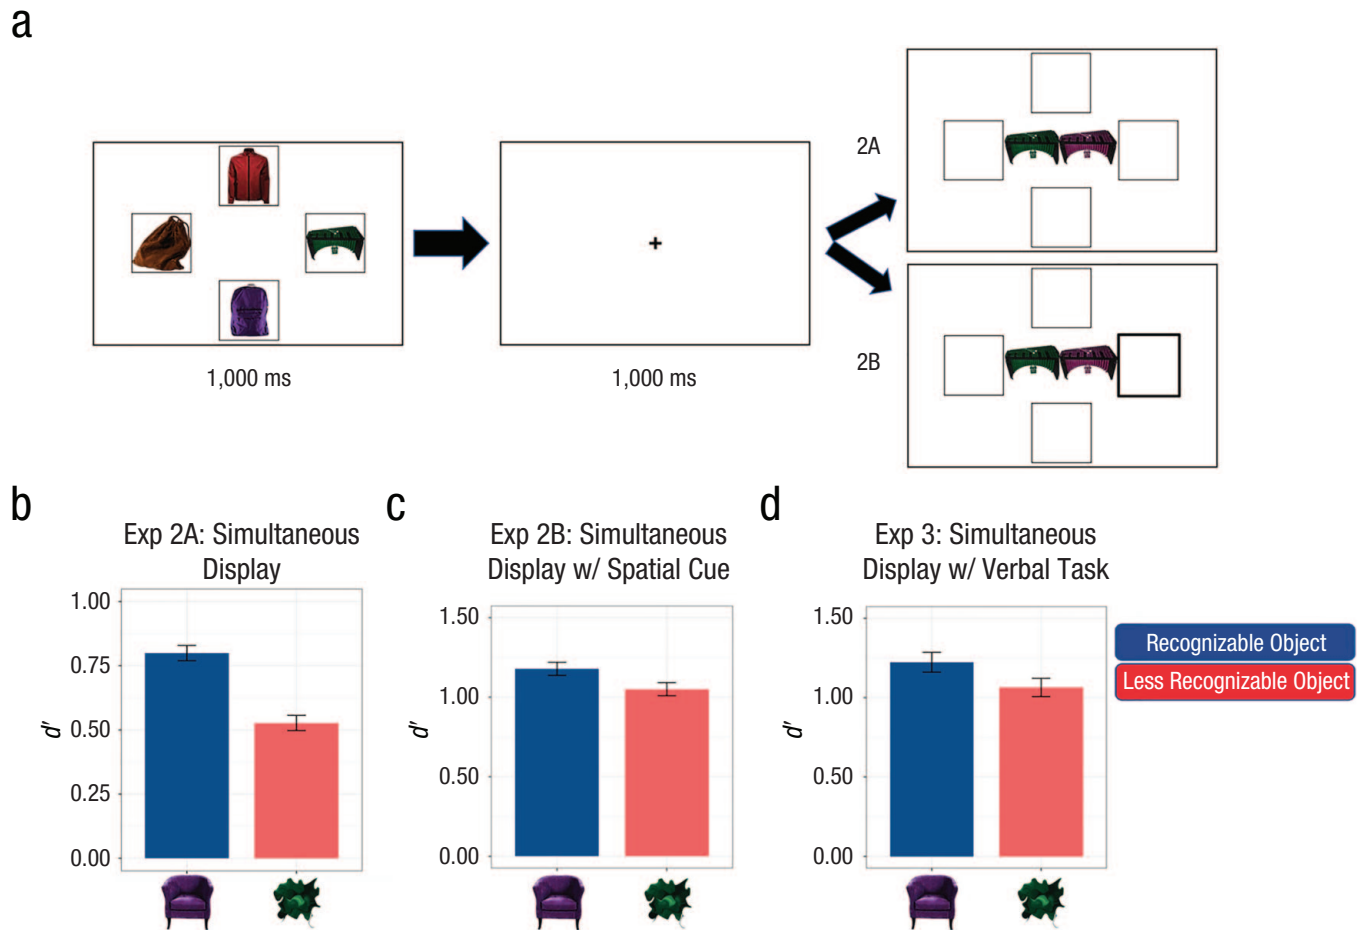 a
2A
2B
1,000 ms
1,000 ms
b
Exp 2A: Simultaneous
Display
1.00
0.75
0.50
0.25
0.00
d′
c
Exp 2B: Simultaneous
Display w/ Spatial Cue
1.50
1.00
0.50
0.00
d′
d
Exp 3: Simultaneous
Display w/ Verbal Task
1.50
1.00
0.50
0.00
d′
Recognizable Object
Less Recognizable Object